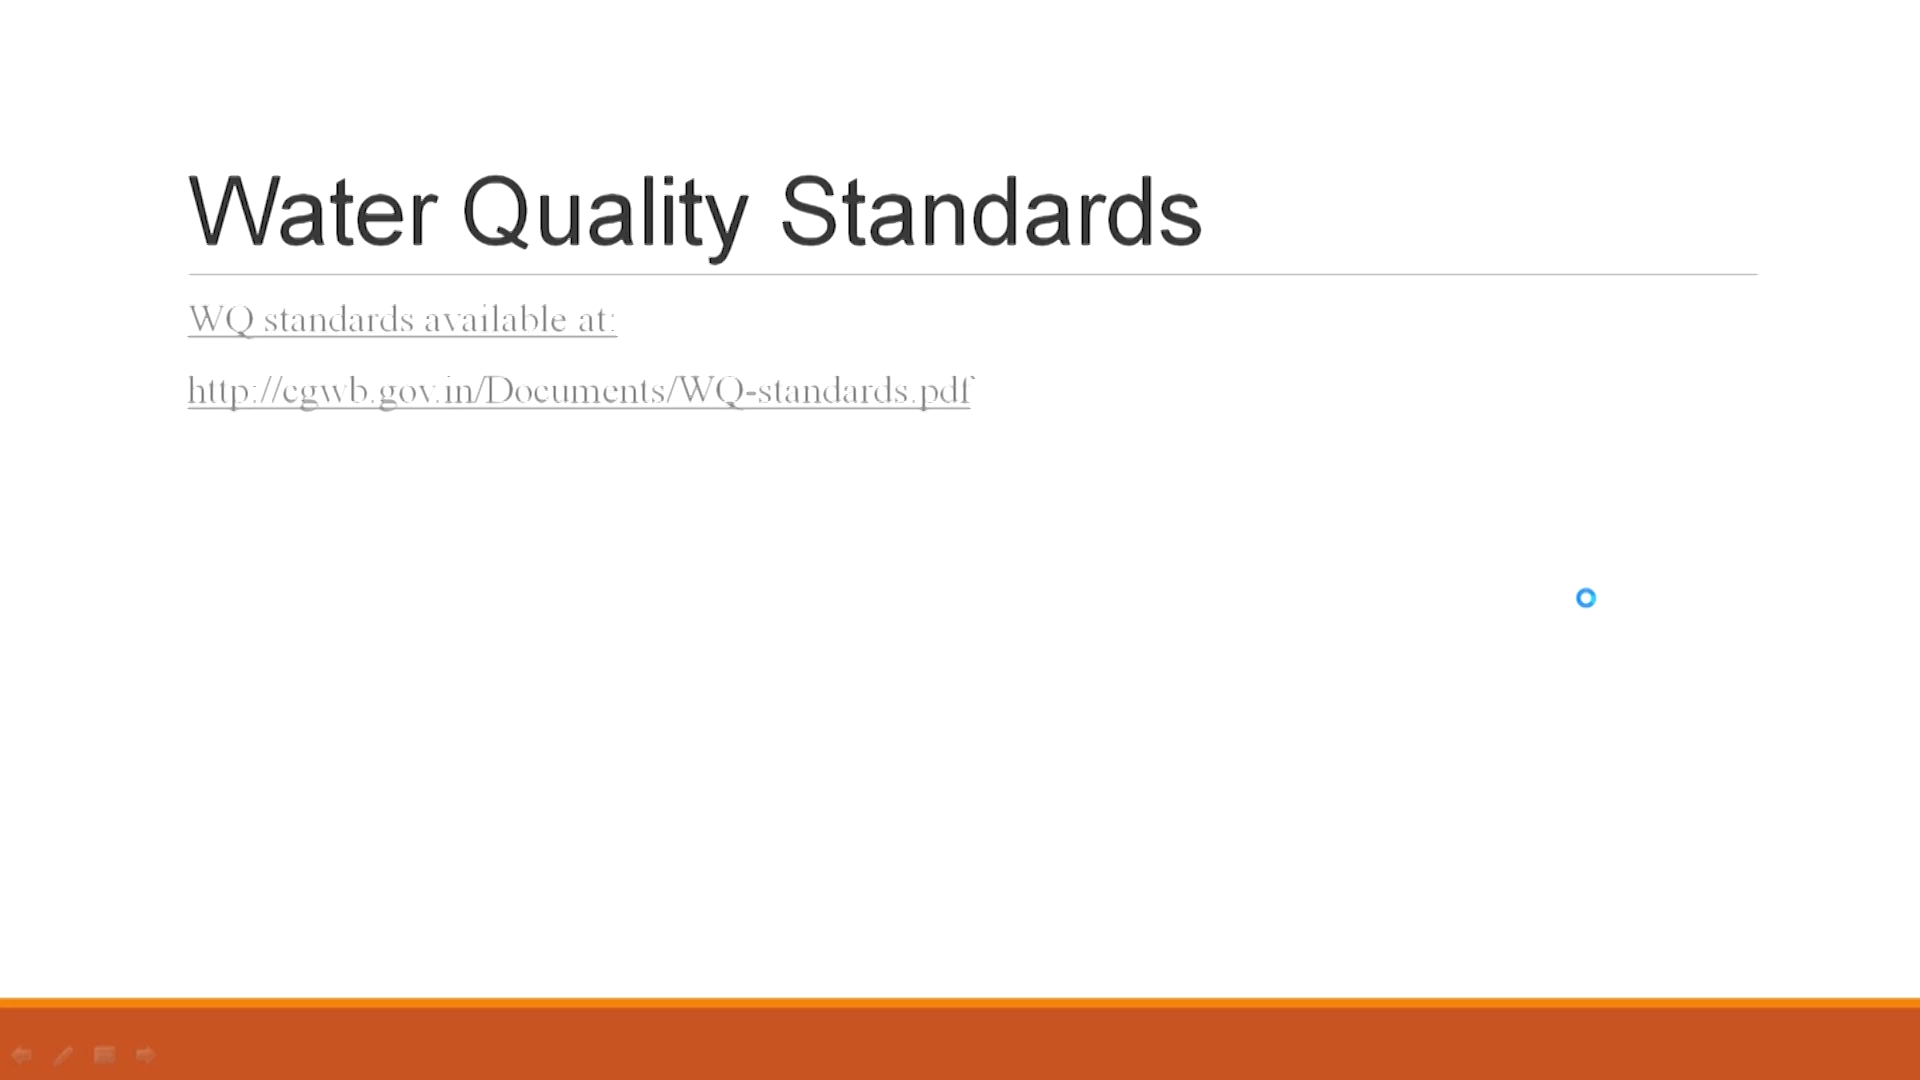 Water Quality Standards
WQ standards available at:
http://cgwb.gov.in/Documents/WQ-standards.pdf